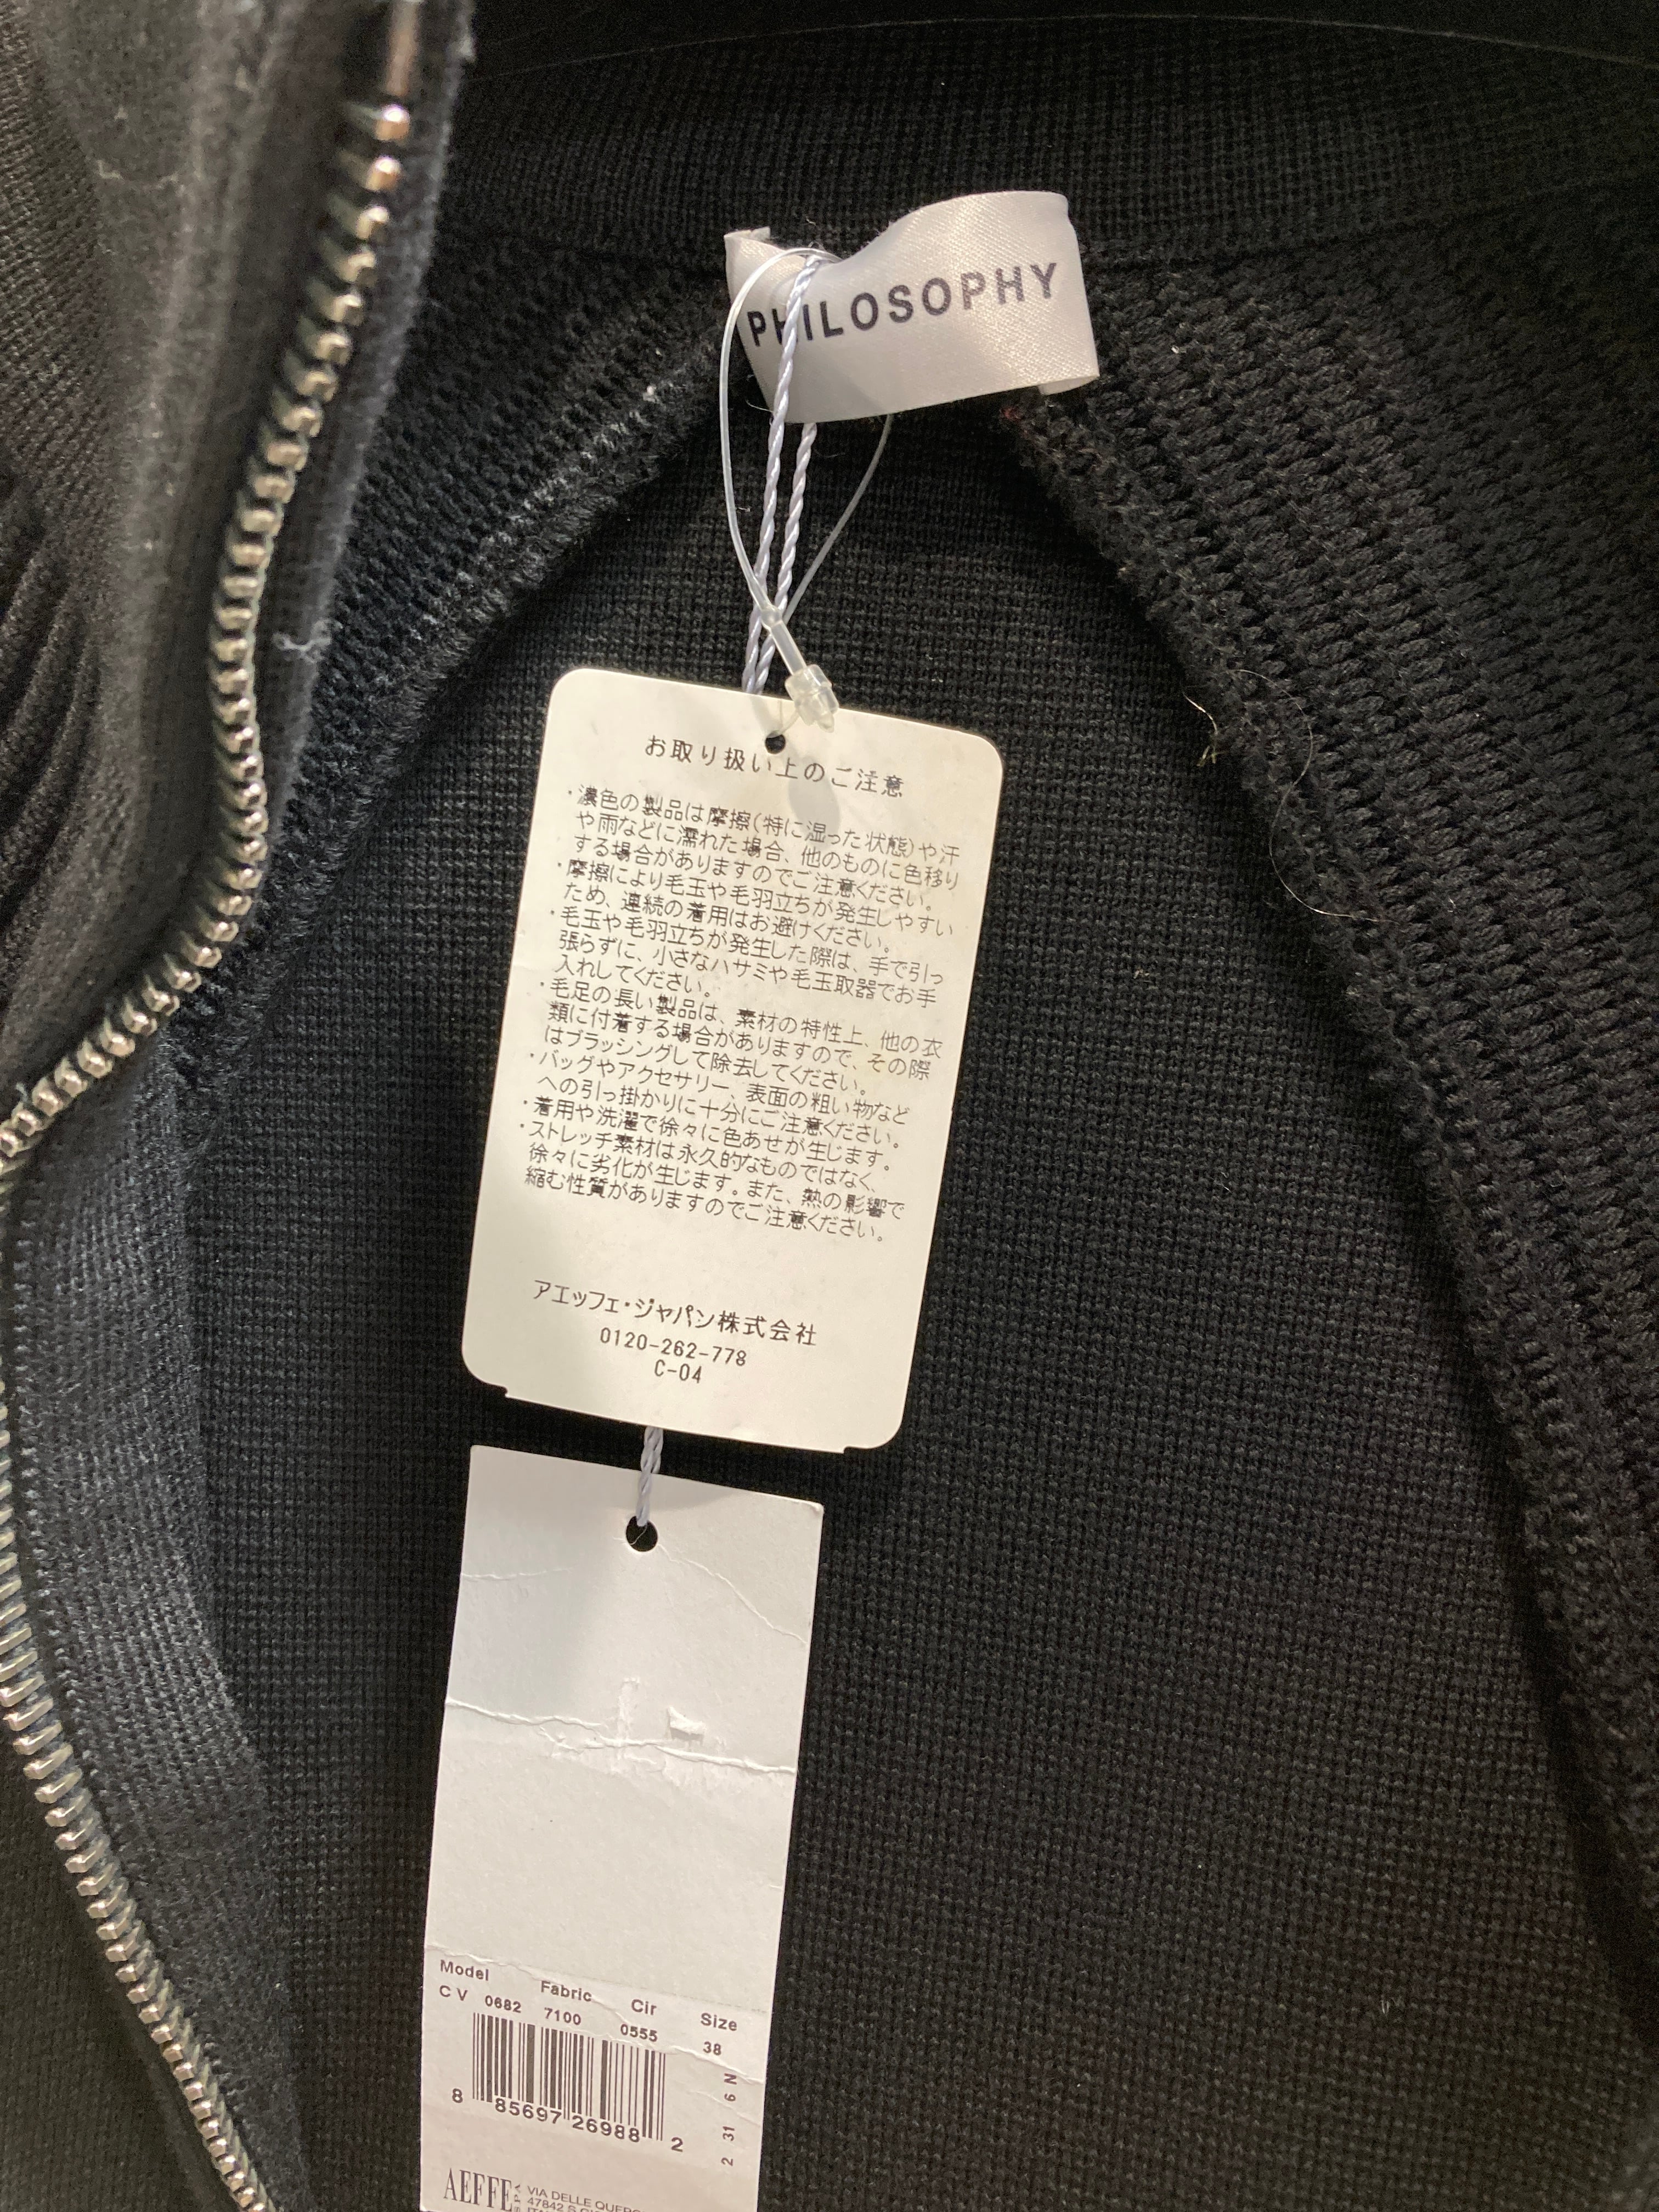 PHILOSOPHY
お取り扱い上のご注意
・濃色の製品は摩擦(特に湿った状態)や汗
や雨などに濡れた場合、他のものに色移り
する場合がありますのでご注意ください。
・摩擦により毛玉や毛羽立ちが発生しやすい
ため、連続の着用はお避けください。
・毛玉や毛羽立ちが発生した際は、手で引っ
張らずに、小さなハサミや毛玉取器でお手
入れしてください。
・毛足の長い製品は、素材の特性上、他の衣
類に付着する場合がありますので、その際
はブラッシングして除去してください。
・バッグやアクセサリー、表面の粗い物など
への引っ掛かりに十分にご注意ください。
・着用や洗濯で徐々に色あせが生じます。
・ストレッチ素材は永久的なものではなく、
徐々に劣化が生じます。また、熱の影響で
縮む性質がありますのでご注意ください。
アエッフェ・ジャパン株式会社
0120-262-778
C-04
Model Fabric Cir Size
CV 0682 7100 0555 38
8 85697 26988 2
2 31 6 N
AEFFE SPA
VIA DELLE
47842 S